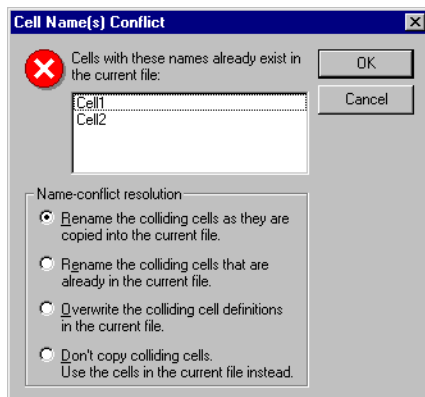 Cell Name(s) Conflict
Cells with these names already exist in
the current file:
OK
Cancel
Cell1
Cell2
Name-conflict resolution
Rename the colliding cells as they are
copied into the current file.
Rename the colliding cells that are
already in the current file.
Overwrite the colliding cell definitions
in the current file.
Don't copy colliding cells.
Use the cells in the current file instead.